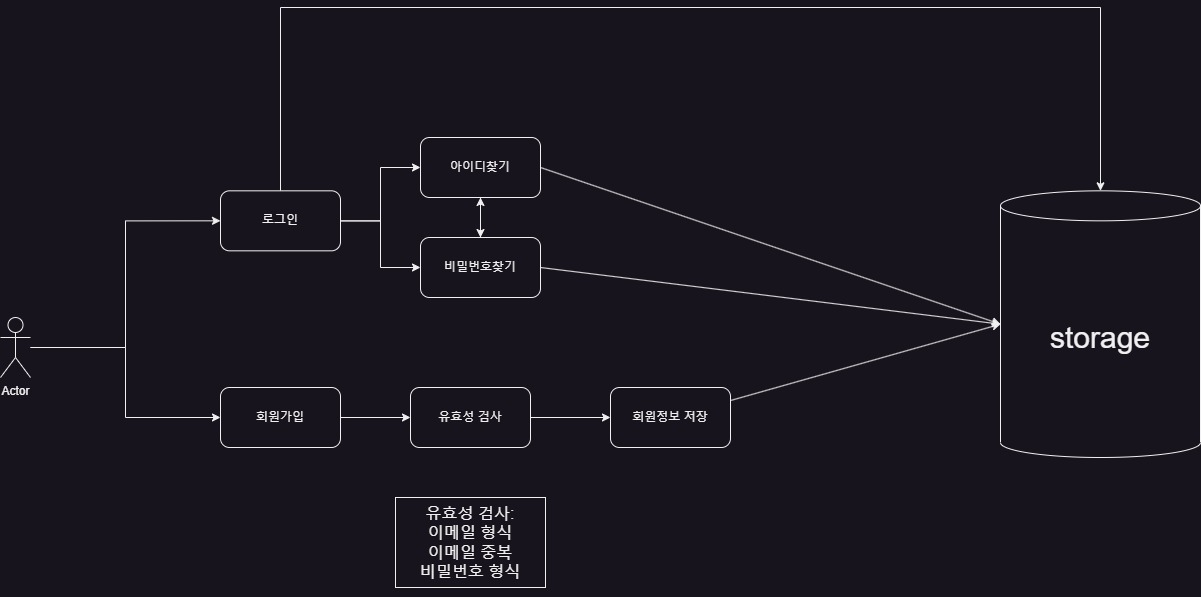 아이디찾기
로그인
비밀번호찾기
storage
Actor
회원가입
유효성 검사
회원정보 저장
유효성 검사:
이메일 형식
이메일 중복
비밀번호 형식